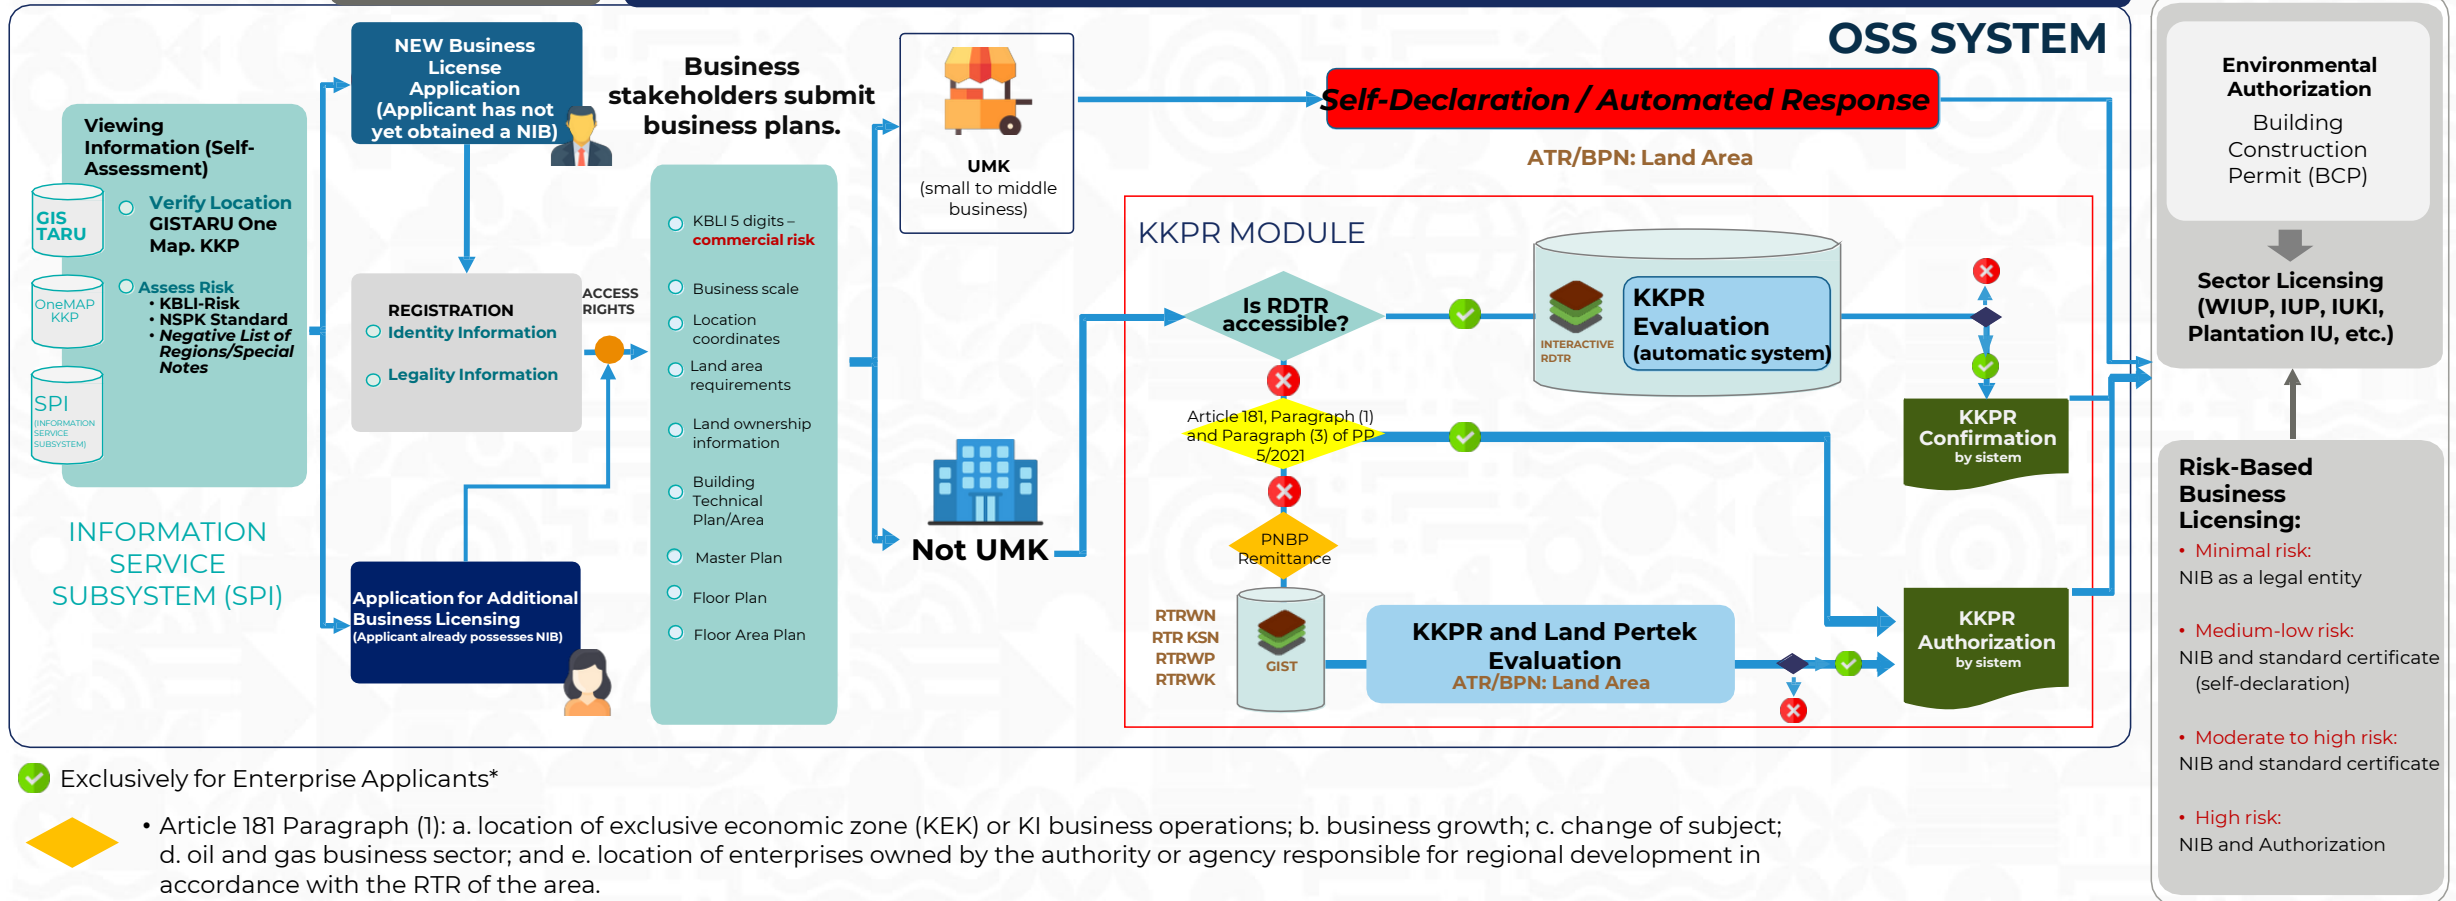 OSS SYSTEM
Viewing
Information (Self-
Assessment)
GIS
TARU
Verify Location
GISTARU One
Map. KKP
OneMAP
KKP
Assess Risk
• KBLI-Risk
• NSPK Standard
• Negative List of
Regions/Special
Notes
SPI
(INFORMATION
SERVICE
SUBSYSTEM)
INFORMATION
SERVICE
SUBSYSTEM (SPI)
NEW Business
License
Application
(Applicant has not
yet obtained a NIB)
REGISTRATION
Identity Information
Legality Information
ACCESS
RIGHTS
Application for Additional
Business Licensing
(Applicant already possesses NIB)
Business
stakeholders submit
business plans.
KBLI 5 digits –
commercial risk
Business scale
Location
coordinates
Land area
requirements
Land ownership
information
Building
Technical
Plan/Area
Master Plan
Floor Plan
Floor Area Plan
UMK
(small to middle
business)
Not UMK
Self-Declaration / Automated Response
ATR/BPN: Land Area
KKPR MODULE
Is RDTR
accessible?
INTERACTIVE
RDTR
KKPR
Evaluation
(automatic system)
Article 181, Paragraph (1)
and Paragraph (3) of PP
5/2021
PNBP
Remittance
RTRWN
RTR KSN
RTRWP
RTRWK
GIST
KKPR and Land Pertek
Evaluation
ATR/BPN: Land Area
KKPR
Confirmation
by sistem
KKPR
Authorization
by sistem
Environmental
Authorization
Building
Construction
Permit (BCP)
Sector Licensing
(WIUP, IUP, IUKI,
Plantation IU, etc.)
Risk-Based
Business
Licensing:
• Minimal risk:
NIB as a legal entity
• Medium-low risk:
NIB and standard certificate
(self-declaration)
• Moderate to high risk:
NIB and standard certificate
• High risk:
NIB and Authorization
Exclusively for Enterprise Applicants*
• Article 181 Paragraph (1): a. location of exclusive economic zone (KEK) or KI business operations; b. business growth; c. change of subject;
d. oil and gas business sector; and e. location of enterprises owned by the authority or agency responsible for regional development in
accordance with the RTR of the area.